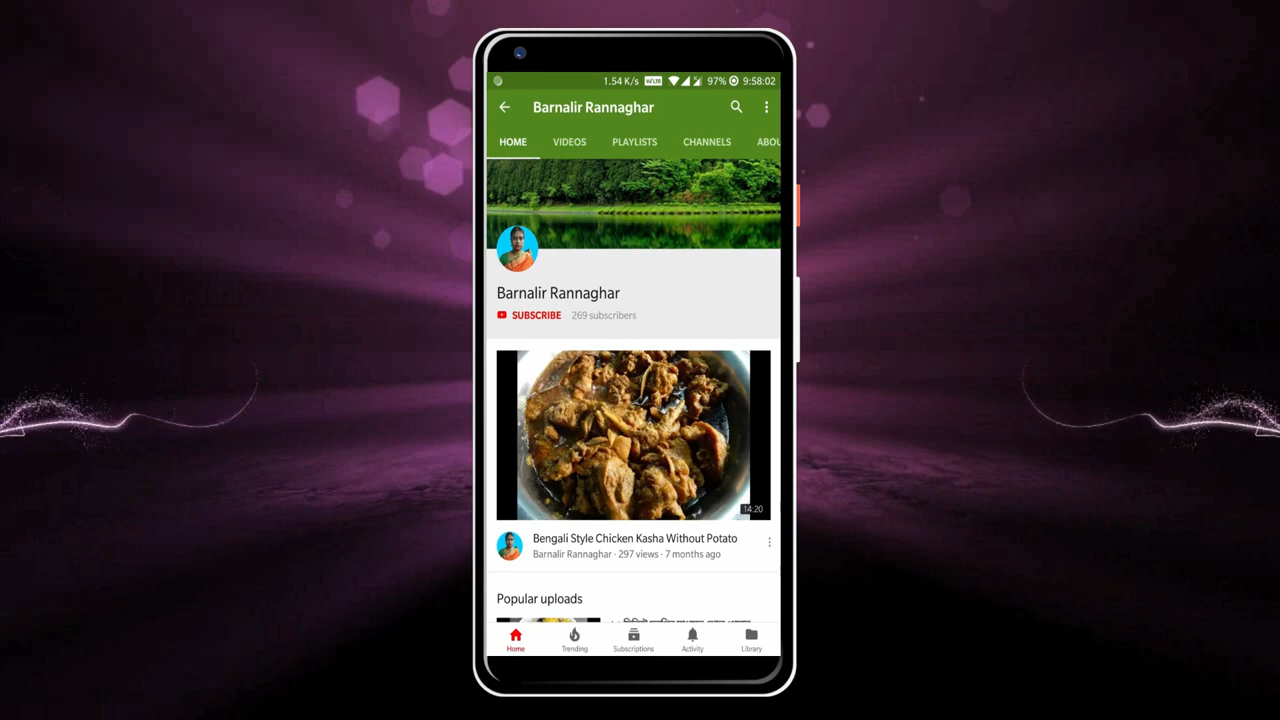 1.54 K/s VoLTE 97% 9:58:02
Barnalir Rannaghar
HOME VIDEOS PLAYLISTS CHANNELS ABOU
Barnalir Rannaghar
SUBSCRIBE 269 subscribers
14:20
Bengali Style Chicken Kasha Without Potato
Barnalir Rannaghar · 297 views · 7 months ago
Popular uploads
Home Trending Subscriptions Activity Library